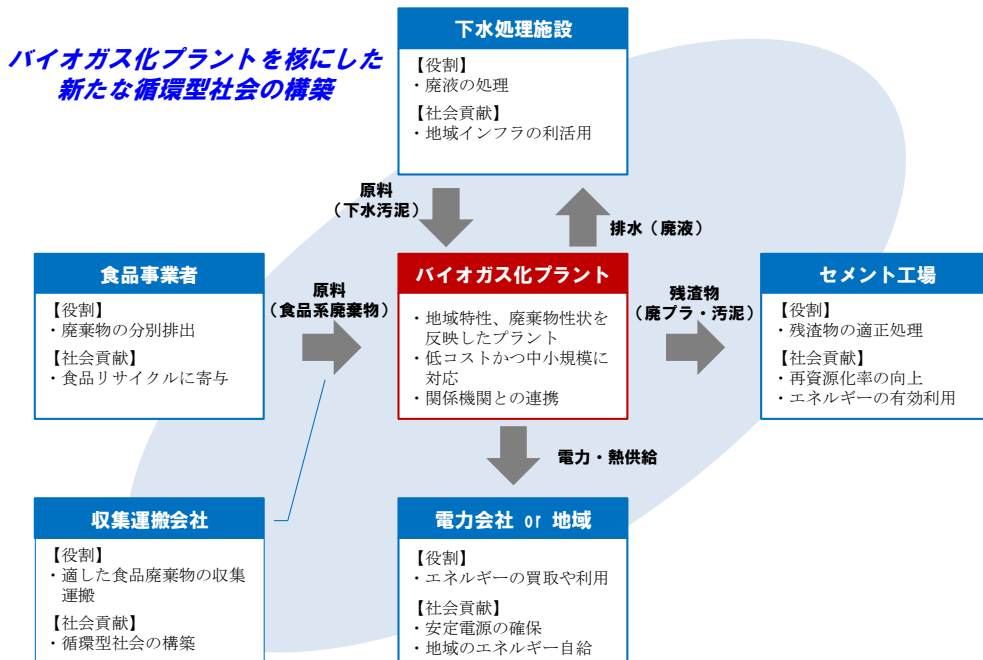 バイオガス化プラントを核にした
新たな循環型社会の構築
下水処理施設
【役割】
・廃液の処理
【社会貢献】
・地域インフラの利活用
原料
（下水汚泥）
排水（廃液）
食品事業者
【役割】
・廃棄物の分別排出
【社会貢献】
・食品リサイクルに寄与
原料
（食品系廃棄物）
バイオガス化プラント
・地域特性、廃棄物性状を
反映したプラント
・低コストかつ中小規模に
対応
・関係機関との連携
残渣物
（廃プラ・汚泥）
セメント工場
【役割】
・残渣物の適正処理
【社会貢献】
・再資源化率の向上
・エネルギーの有効利用
電力・熱供給
収集運搬会社
【役割】
・適した食品廃棄物の収集
運搬
【社会貢献】
・循環型社会の構築
電力会社 or 地域
【役割】
・エネルギーの買取や利用
【社会貢献】
・安定電源の確保
・地域のエネルギー自給